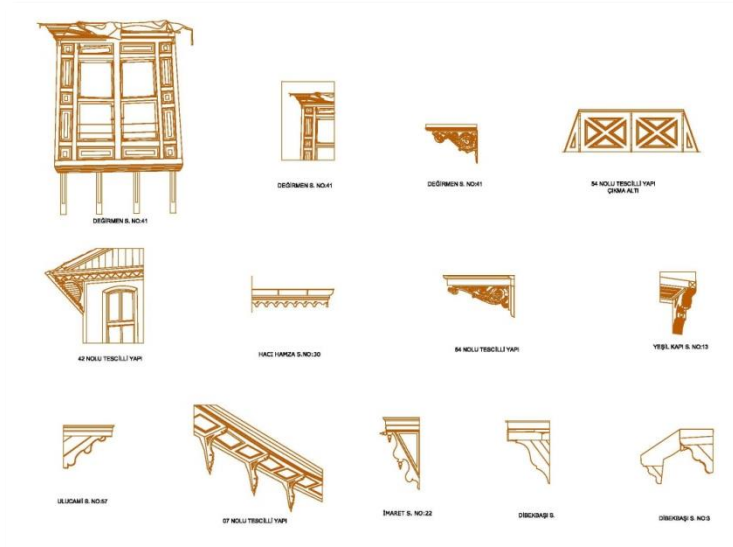 DEĞİRMEN S. NO:41
DEĞİRMEN S. NO:41
DEĞİRMEN S. NO:41
54 NOLU TESCİLLİ YAPI
ÇIKMA ALTI
42 NOLU TESCİLLİ YAPI
HACI HAMZA S.NO:30
54 NOLU TESCİLLİ YAPI
YEŞİL KAPI S. NO:13
ULUCAMİ S. NO:57
57 NOLU TESCİLLİ YAPI
İMARET S. NO:22
DİBEKBAŞI S.
DİBEKBAŞI S. NO:3